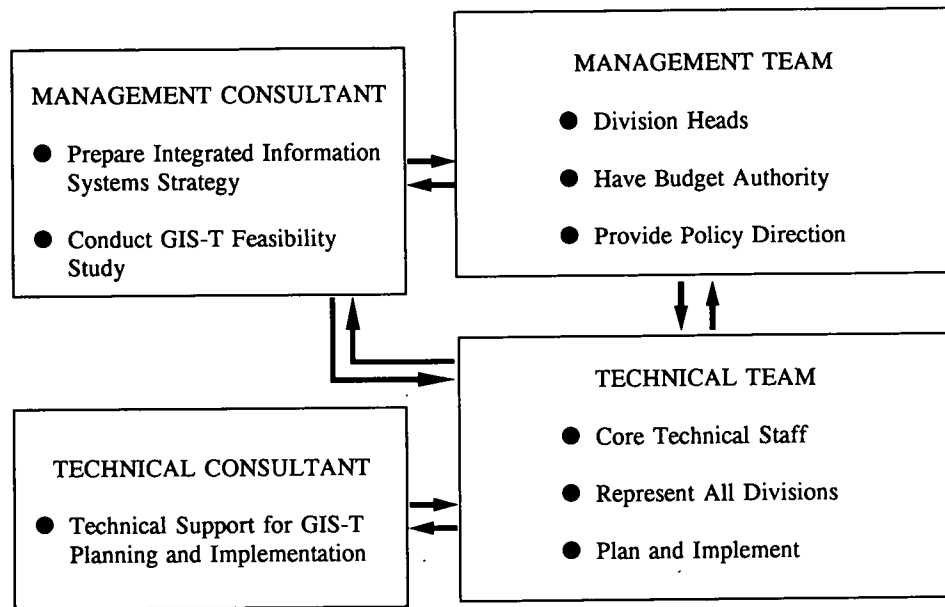 MANAGEMENT CONSULTANT
● Prepare Integrated Information
Systems Strategy
● Conduct GIS-T Feasibility
Study
MANAGEMENT TEAM
● Division Heads
● Have Budget Authority
● Provide Policy Direction
TECHNICAL CONSULTANT
● Technical Support for GIS-T
Planning and Implementation
TECHNICAL TEAM
● Core Technical Staff
● Represent All Divisions
● Plan and Implement